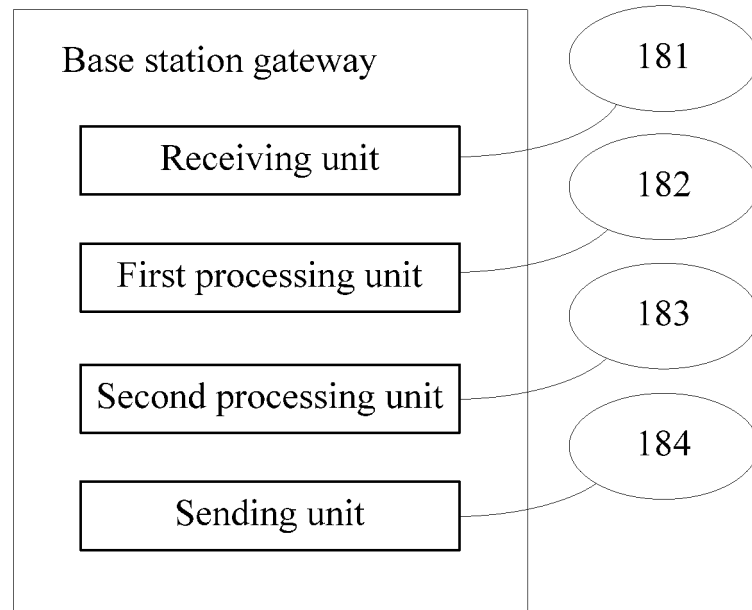 Base station gateway
181
Receiving unit
182
First processing unit
183
Second processing unit
184
Sending unit